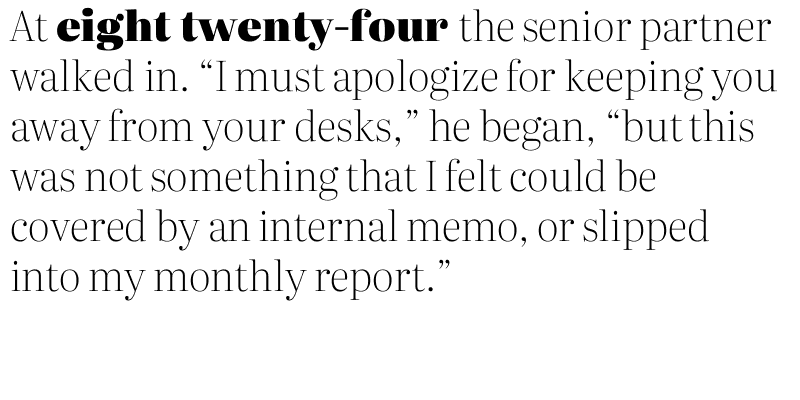 At eight twenty-four the senior partner
walked in. “I must apologize for keeping you
away from your desks,” he began, “but this
was not something that I felt could be
covered by an internal memo, or slipped
into my monthly report.”